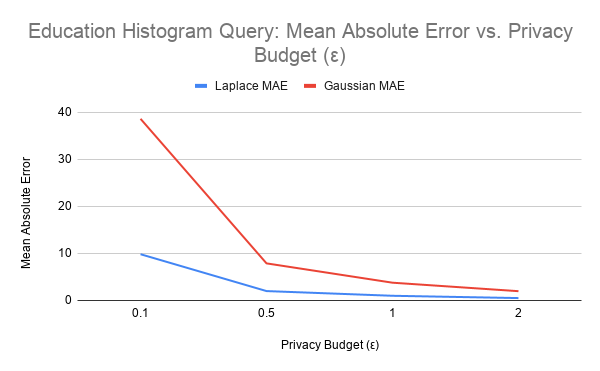 Education Histogram Query: Mean Absolute Error vs. Privacy
Budget (ε)
Laplace MAE
Gaussian MAE
Mean Absolute Error
40
30
20
10
0
0.1
0.5
1
2
Privacy Budget (ε)